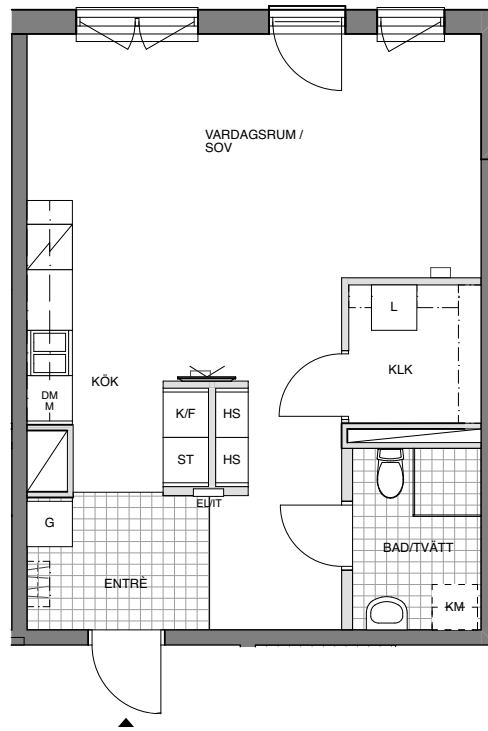 VARDAGSRUM /
SOV
L
KLK
KÖK
DM
M
K/F
HS
ST
HS
EL/IT
G
BAD/TVÄTT
ENTRÈ
KM